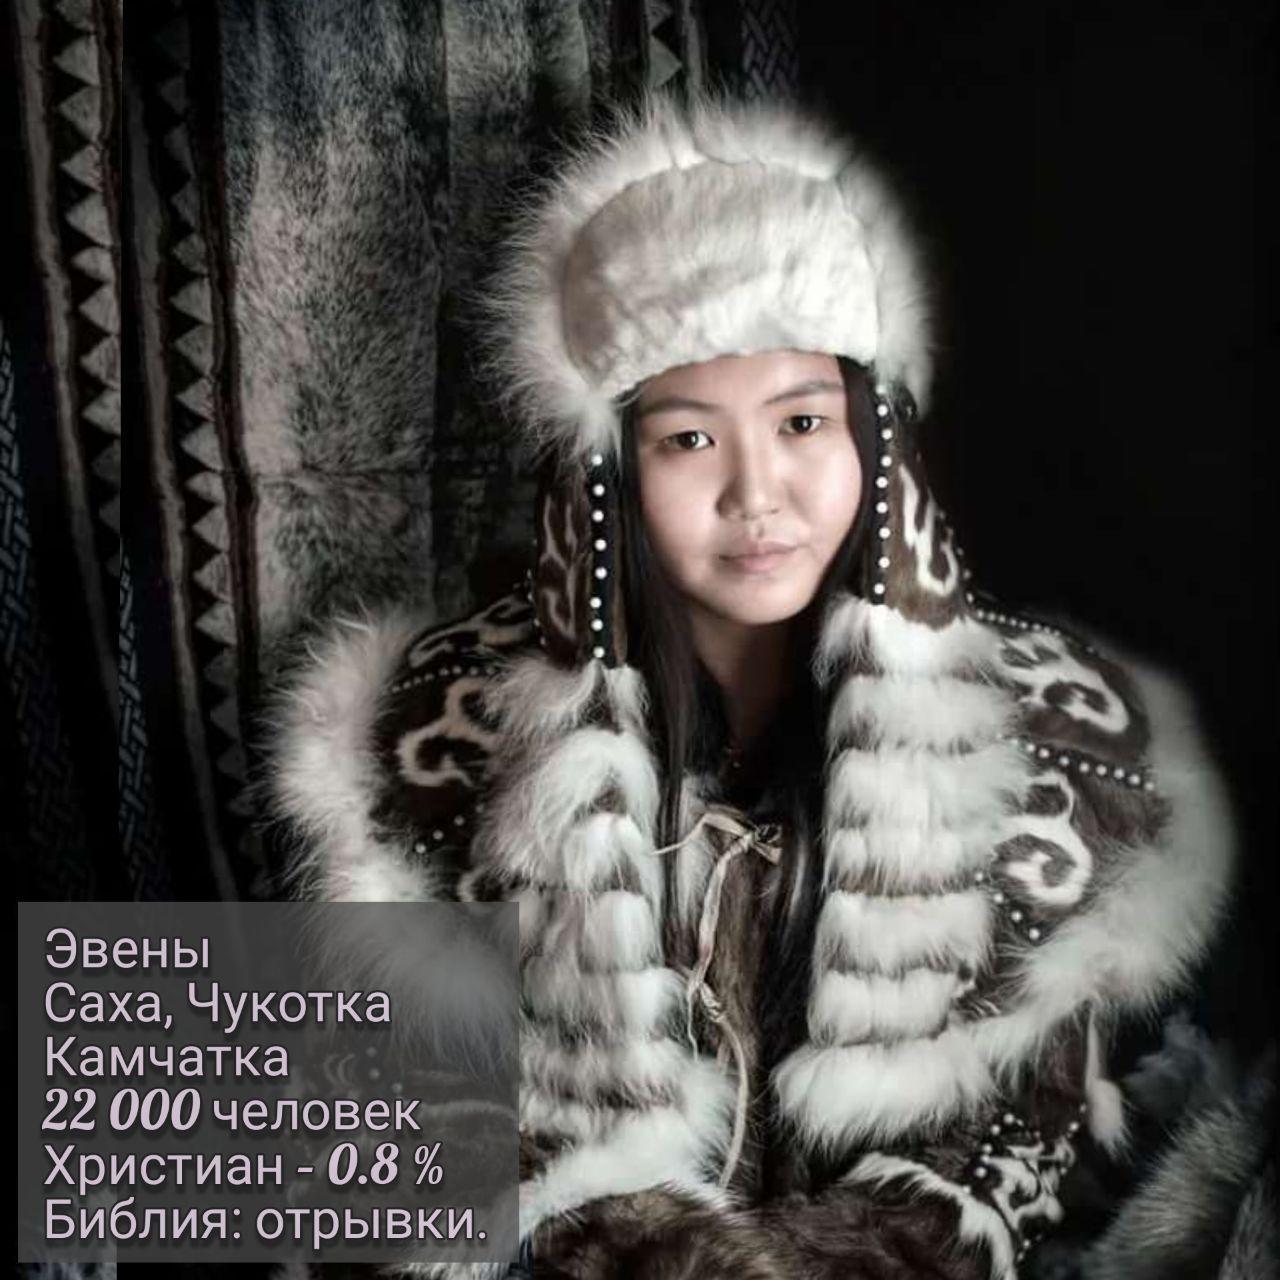 Эвены
Саха, Чукотка
Камчатка
22 000 человек
Христиан - 0.8 %
Библия: отрывки.